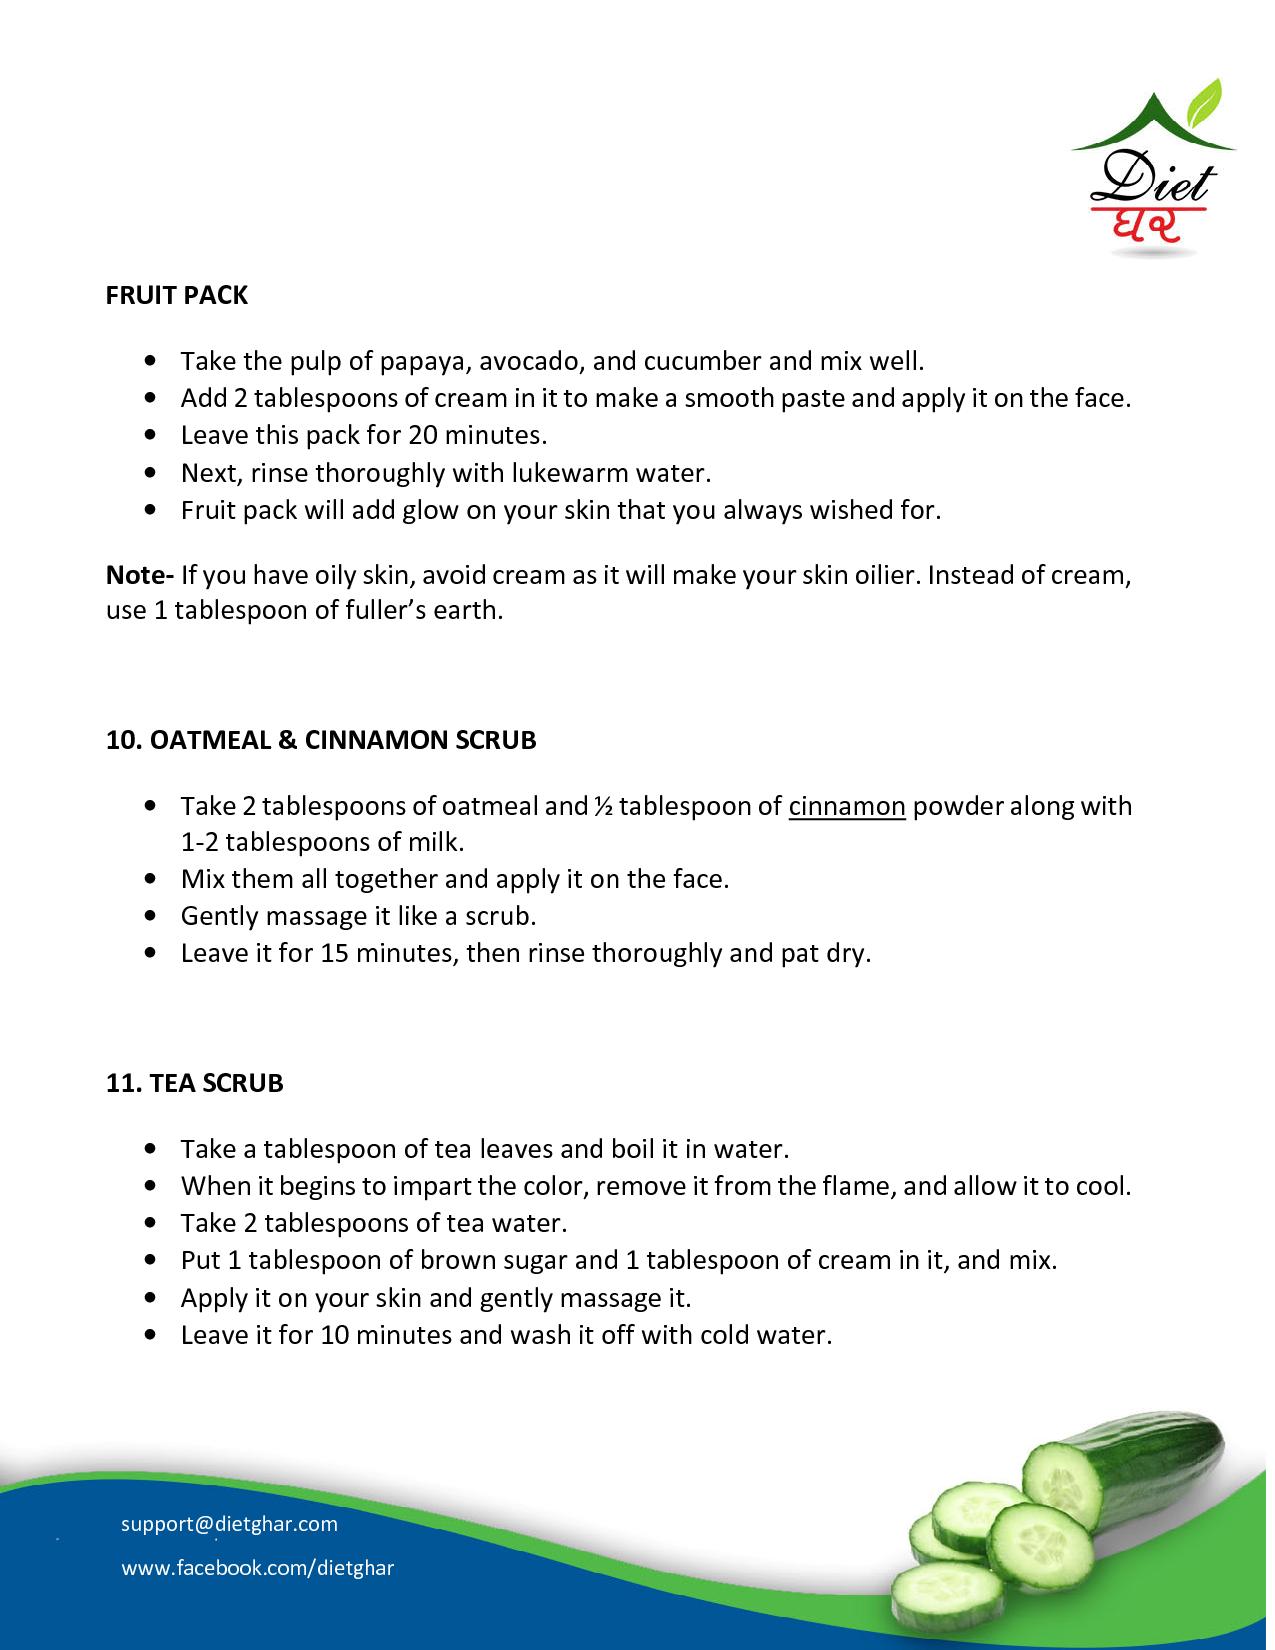 Diet
ઘર
FRUIT PACK
• Take the pulp of papaya, avocado, and cucumber and mix well.
• Add 2 tablespoons of cream in it to make a smooth paste and apply it on the face.
• Leave this pack for 20 minutes.
• Next, rinse thoroughly with lukewarm water.
• Fruit pack will add glow on your skin that you always wished for.
Note- If you have oily skin, avoid cream as it will make your skin oilier. Instead of cream,
use 1 tablespoon of fuller’s earth.
10. OATMEAL & CINNAMON SCRUB
• Take 2 tablespoons of oatmeal and ½ tablespoon of cinnamon powder along with
1-2 tablespoons of milk.
• Mix them all together and apply it on the face.
• Gently massage it like a scrub.
• Leave it for 15 minutes, then rinse thoroughly and pat dry.
11. TEA SCRUB
• Take a tablespoon of tea leaves and boil it in water.
• When it begins to impart the color, remove it from the flame, and allow it to cool.
• Take 2 tablespoons of tea water.
• Put 1 tablespoon of brown sugar and 1 tablespoon of cream in it, and mix.
• Apply it on your skin and gently massage it.
• Leave it for 10 minutes and wash it off with cold water.
support@dietghar.com
www.facebook.com/dietghar